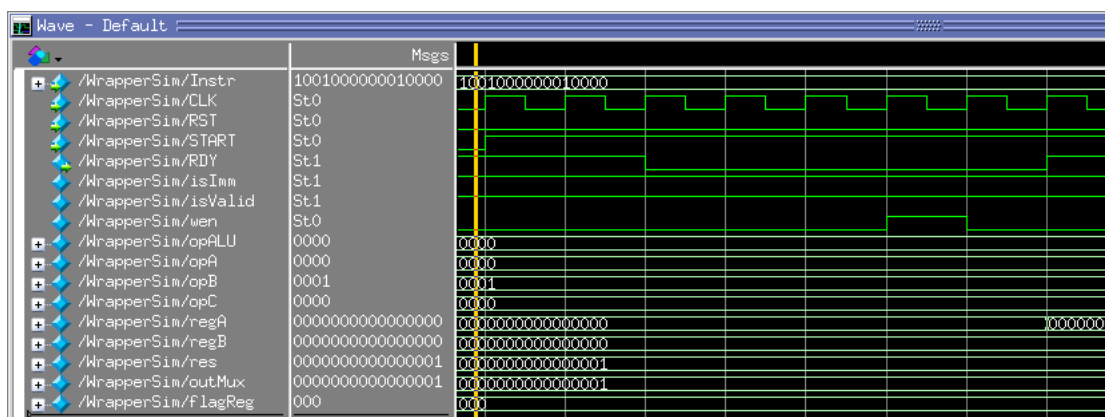 Wave - Default
Msgs
/WrapperSim/Instr 1001000000010000 1001000000010000
/WrapperSim/CLK St0
/WrapperSim/RST St0
/WrapperSim/START St0
/WrapperSim/RDY St1
/WrapperSim/isImm St1
/WrapperSim/isValid St1
/WrapperSim/wen St0
/WrapperSim/opALU 0000 0000
/WrapperSim/opA 0000 0000
/WrapperSim/opB 0001 0001
/WrapperSim/opC 0000 0000
/WrapperSim/regA 0000000000000000 0000000000000000 000000
/WrapperSim/regB 0000000000000000 0000000000000000
/WrapperSim/res 0000000000000001 0000000000000001
/WrapperSim/outMux 0000000000000001 0000000000000001
/WrapperSim/flagReg 000 000